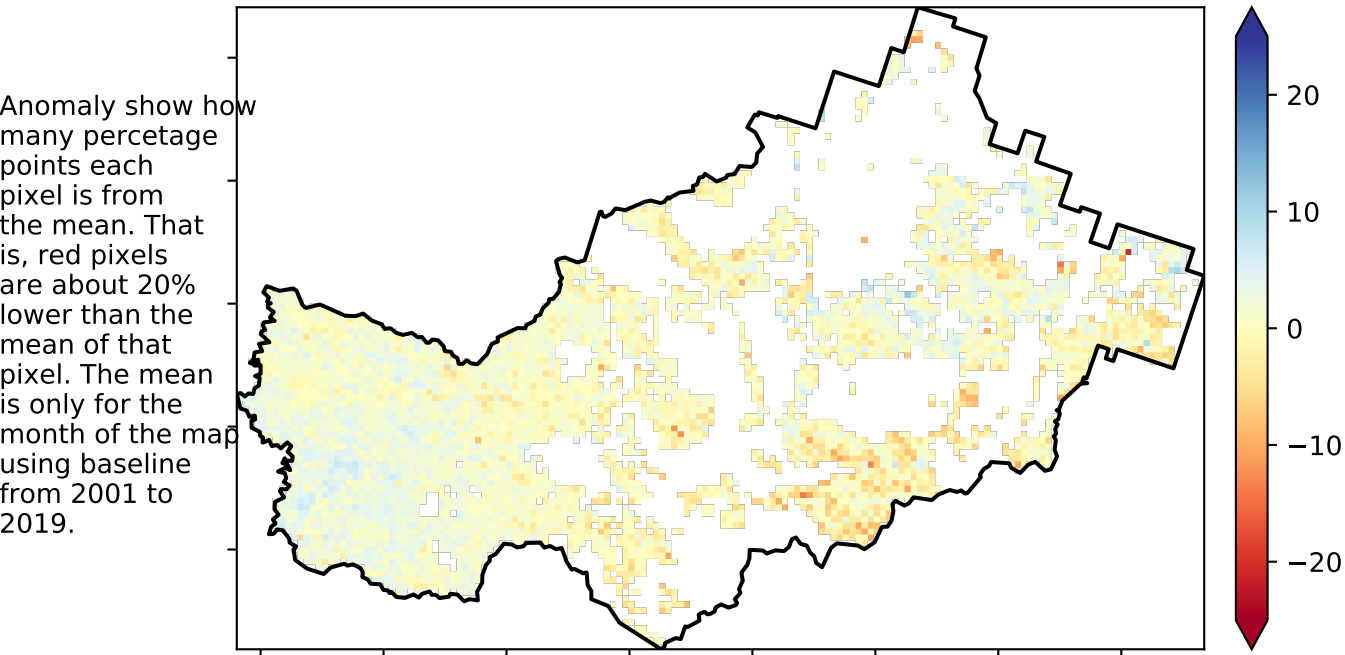 Anomaly show how
many percetage
points each
pixel is from
the mean. That
is, red pixels
are about 20%
lower than the
mean of that
pixel. The mean
is only for the
month of the map
using baseline
from 2001 to
2019.
20
10
0
−10
−20